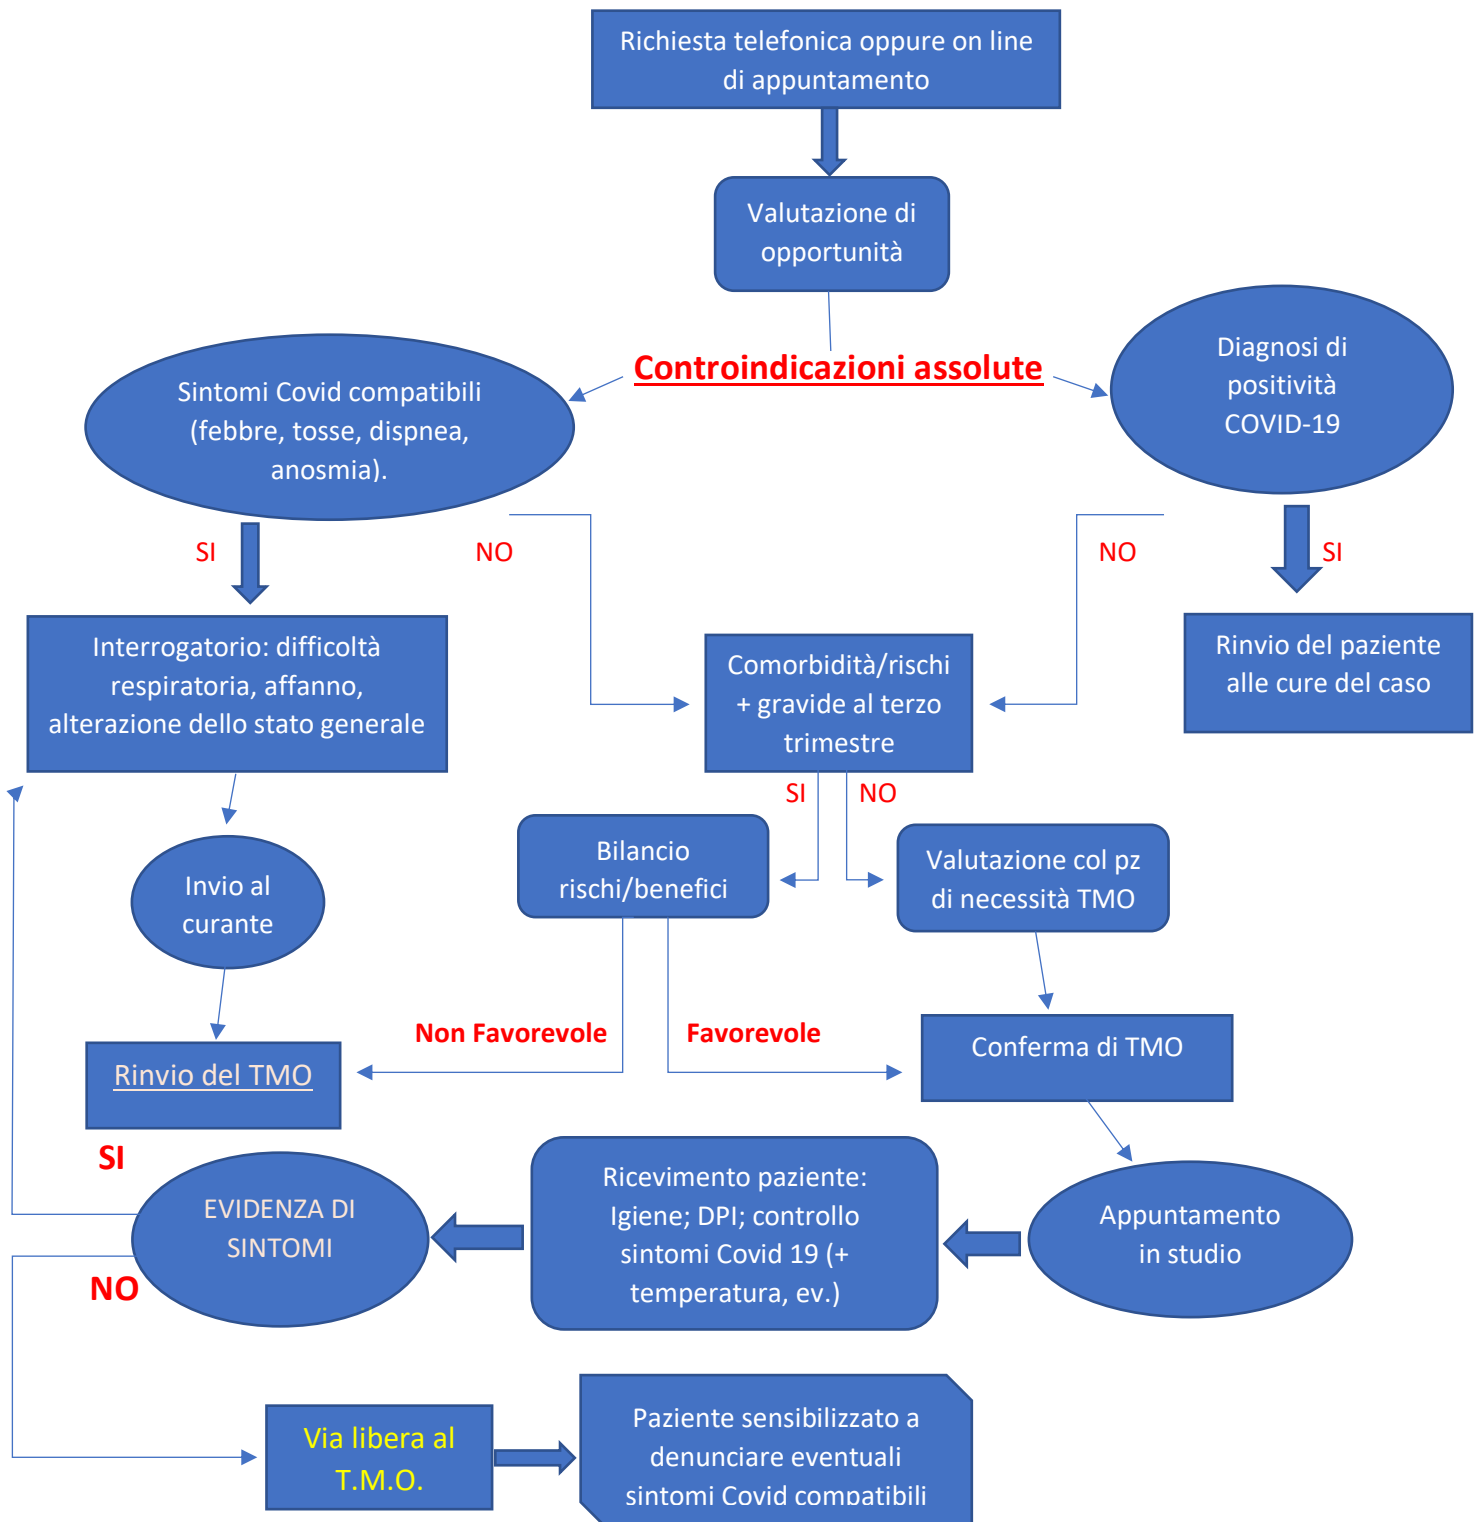 Richiesta telefonica oppure on line
di appuntamento
Valutazione di
opportunità
Controindicazioni assolute
Sintomi Covid compatibili
(febbre, tosse, dispnea,
anosmia).
Diagnosi di
positività
COVID-19
SI
NO
NO
SI
Interrogatorio: difficoltà
respiratoria, affanno,
alterazione dello stato generale
Comorbidità/rischi
+ gravide al terzo
trimestre
Rinvio del paziente
alle cure del caso
SI
NO
Invio al
curante
Bilancio
rischi/benefici
Valutazione col pz
di necessità TMO
Non Favorevole
Favorevole
Rinvio del TMO
Conferma di TMO
SI
EVIDENZA DI
SINTOMI
NO
Ricevimento paziente:
Igiene; DPI; controllo
sintomi Covid 19 (+
temperatura, ev.)
Appuntamento
in studio
Via libera al
T.M.O.
Paziente sensibilizzato a
denunciare eventuali
sintomi Covid compatibili